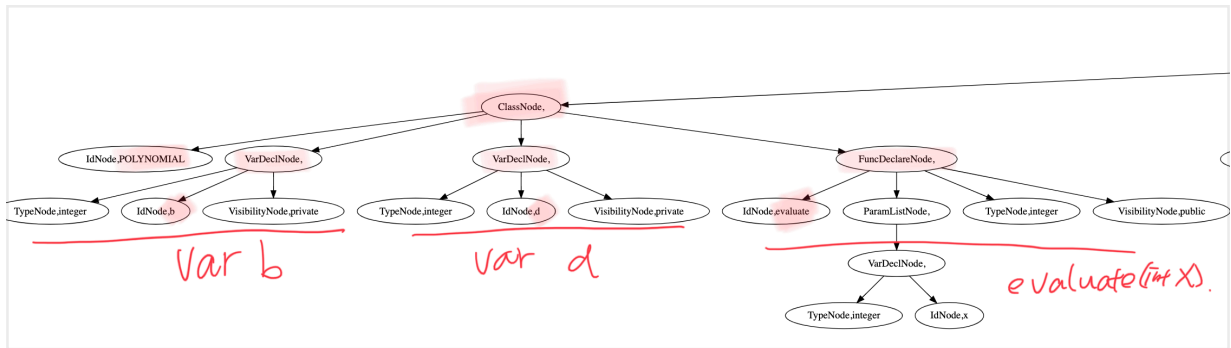 ClassNode,
IdNode,POLYNOMIAL
VarDeclNode,
VarDeclNode,
FuncDeclareNode,
TypeNode,integer
IdNode,b
VisibilityNode,private
TypeNode,integer
IdNode,d
VisibilityNode,private
IdNode,evaluate
ParamListNode,
TypeNode,integer
VisibilityNode,public
var b
var d
VarDeclNode,
evaluate(int x).
TypeNode,integer
IdNode,x